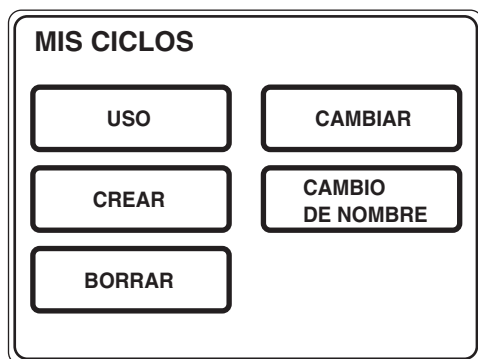 MIS CICLOS
USO
CAMBIAR
CREAR
CAMBIO
DE NOMBRE
BORRAR